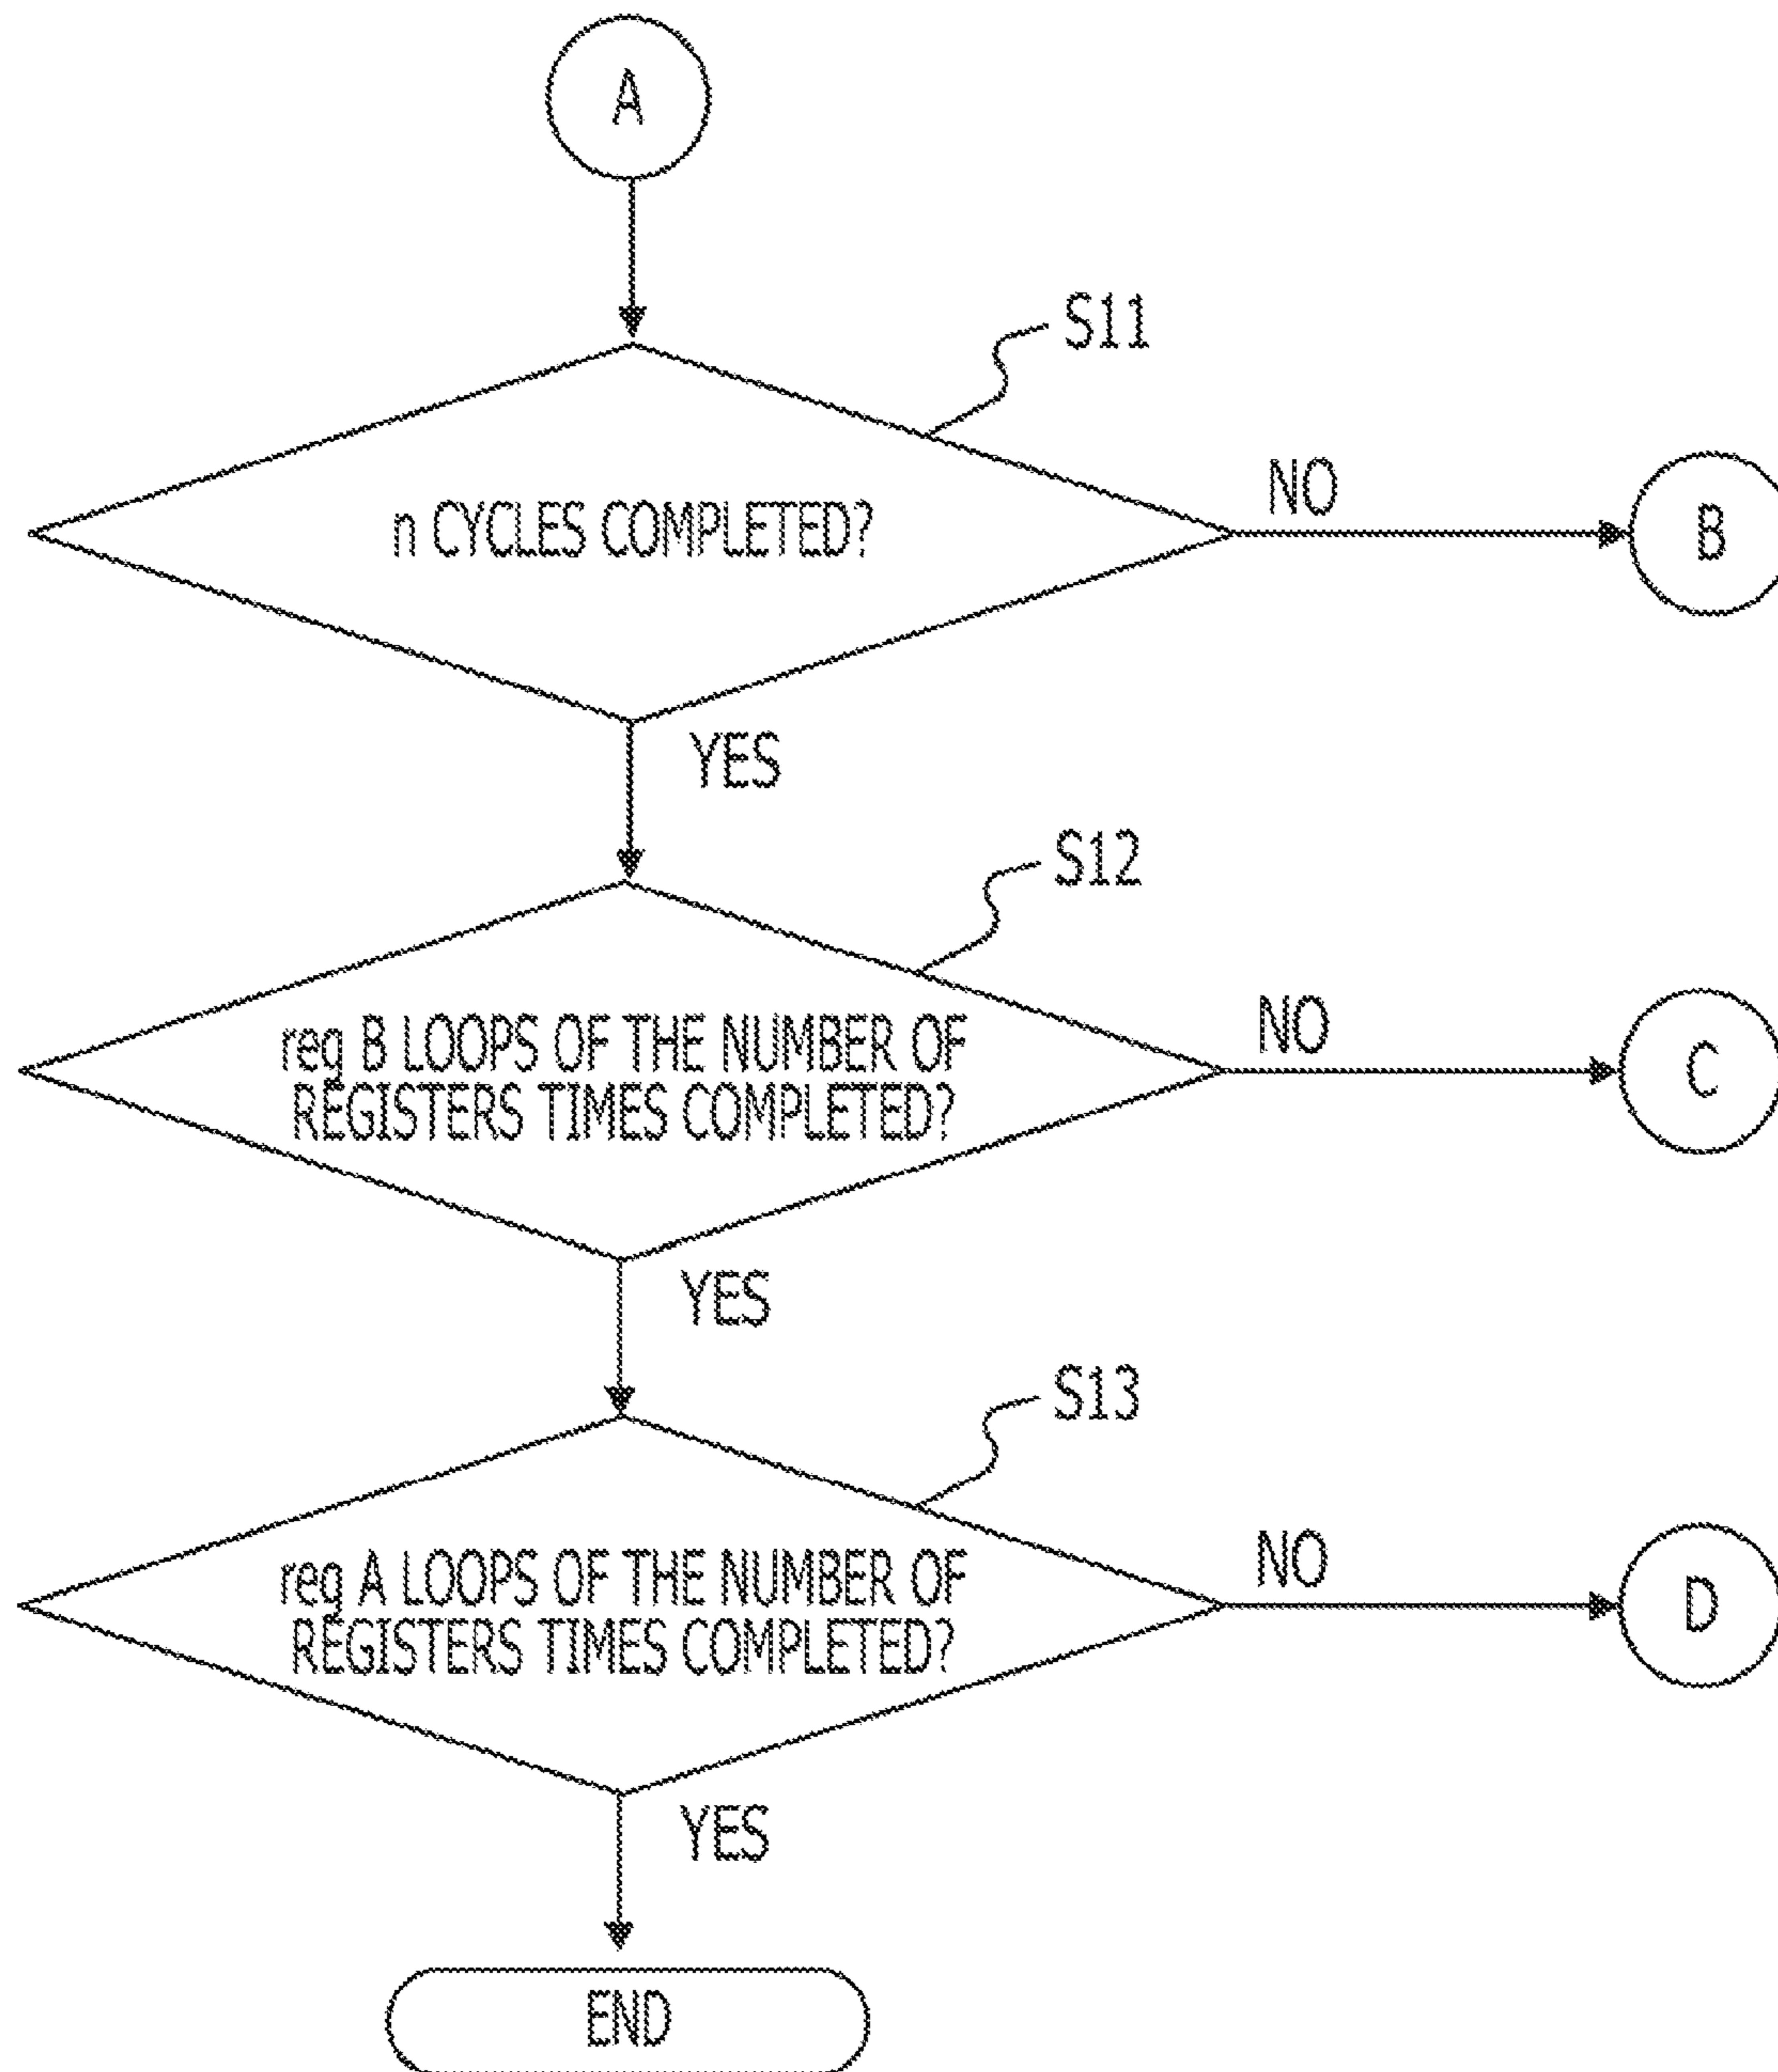 A
S11
n CYCLES COMPLETED?
NO
B
YES
S12
reg B LOOPS OF THE NUMBER OF
REGISTERS TIMES COMPLETED?
NO
C
YES
S13
reg A LOOPS OF THE NUMBER OF
REGISTERS TIMES COMPLETED?
NO
D
YES
END